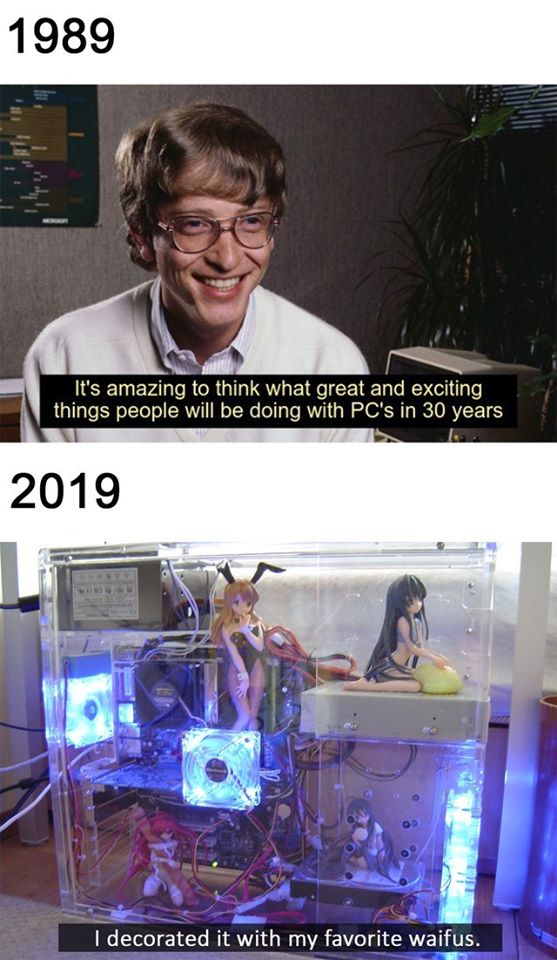 1989
MICROSOFT
It's amazing to think what great and exciting
things people will be doing with PC's in 30 years
2019
I decorated it with my favorite waifus.